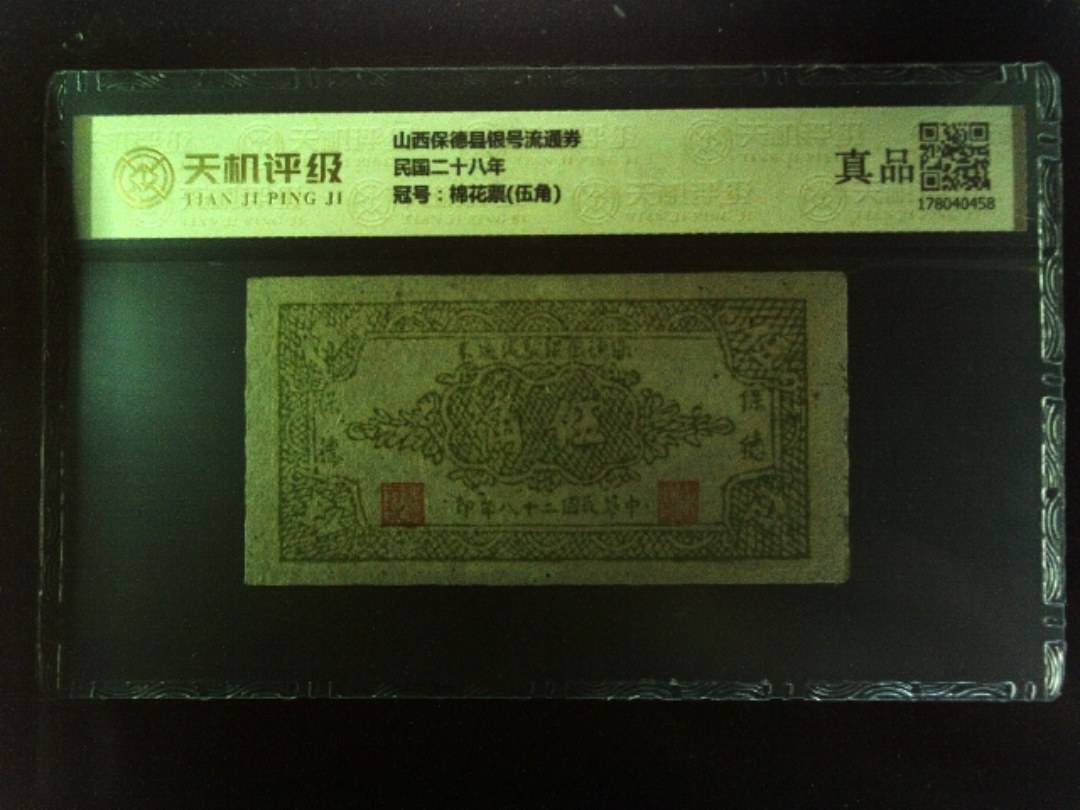 天机评级
TIAN JI PING JI
山西保德县银号流通券
民国二十八年
冠号：棉花票(伍角)
真品
178040458
保德
保德
角伍
印年八十二國民華中